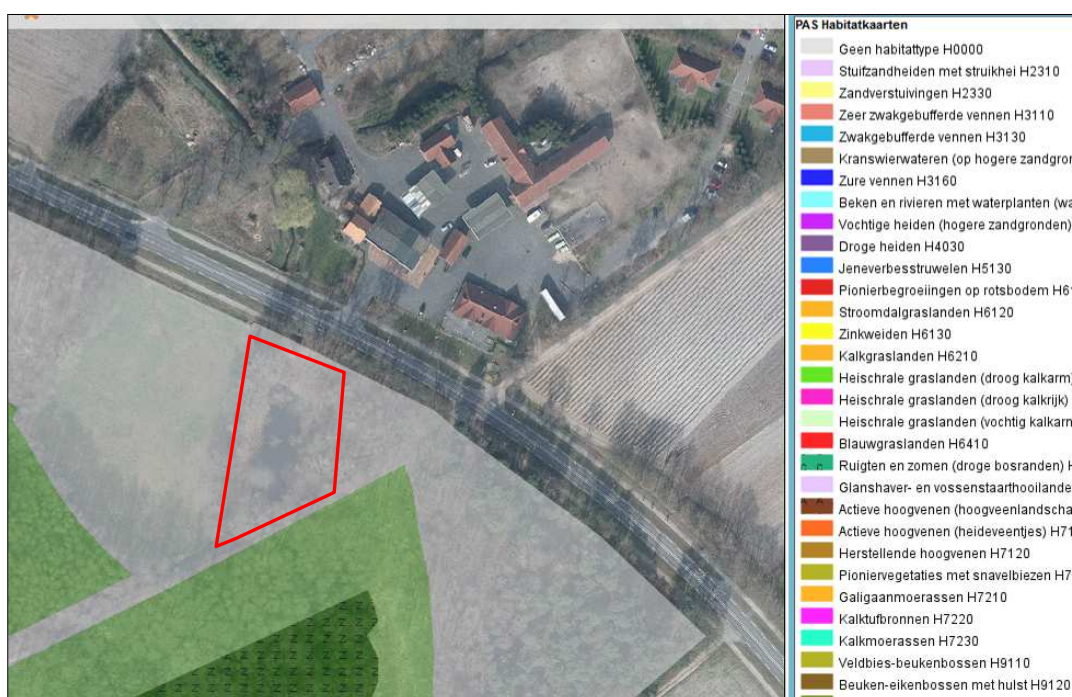 PAS Habitatkaarten
Geen habitattype H0000
Stuifzandheiden met struikhei H2310
Zandverstuivingen H2330
Zeer zwakgebufferde vennen H3110
Zwakgebufferde vennen H3130
Kranswierwateren (op hogere zandgron
Zure vennen H3160
Beken en rivieren met waterplanten (wa
Vochtige heiden (hogere zandgronden)
Droge heiden H4030
Jeneverbesstruwelen H5130
Pionierbegroeiingen op rotsbodem H61
Stroomdalgraslanden H6120
Zinkweiden H6130
Kalkgraslanden H6210
Heischrale graslanden (droog kalkarm)
Heischrale graslanden (droog kalkrijk)
Heischrale graslanden (vochtig kalkarm
Blauwgraslanden H6410
Ruigten en zomen (droge bosranden) H
Glanshaver- en vossenstaarthooilande
Actieve hoogvenen (hoogveenlandscha
Actieve hoogvenen (heideveentjes) H71
Herstellende hoogvenen H7120
Pioniervegetaties met snavelbiezen H7
Galigaanmoerassen H7210
Kalktufbronnen H7220
Kalkmoerassen H7230
Veldbies-beukenbossen H9110
Beuken-eikenbossen met hulst H9120